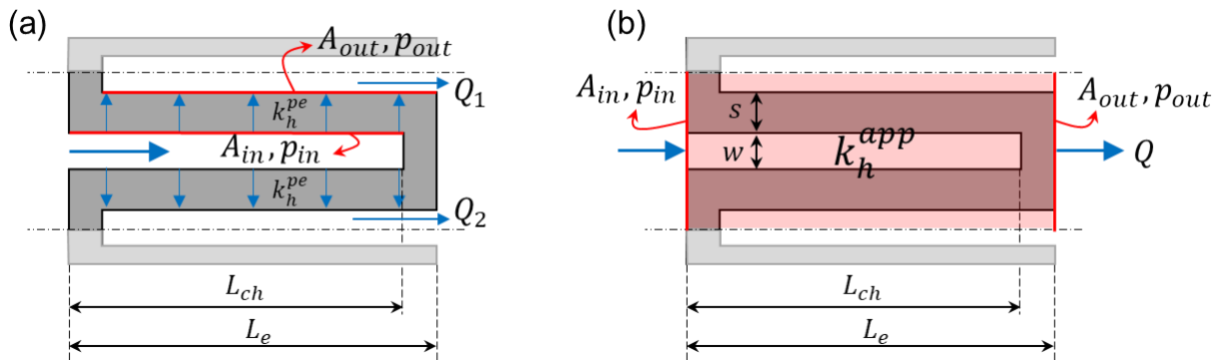 (a)
A_out, p_out
Q_1
k_h^pe
A_in, p_in
k_h^pe
Q_2
L_ch
L_e
(b)
A_in, p_in
s
w
k_h^app
A_out, p_out
Q
L_ch
L_e